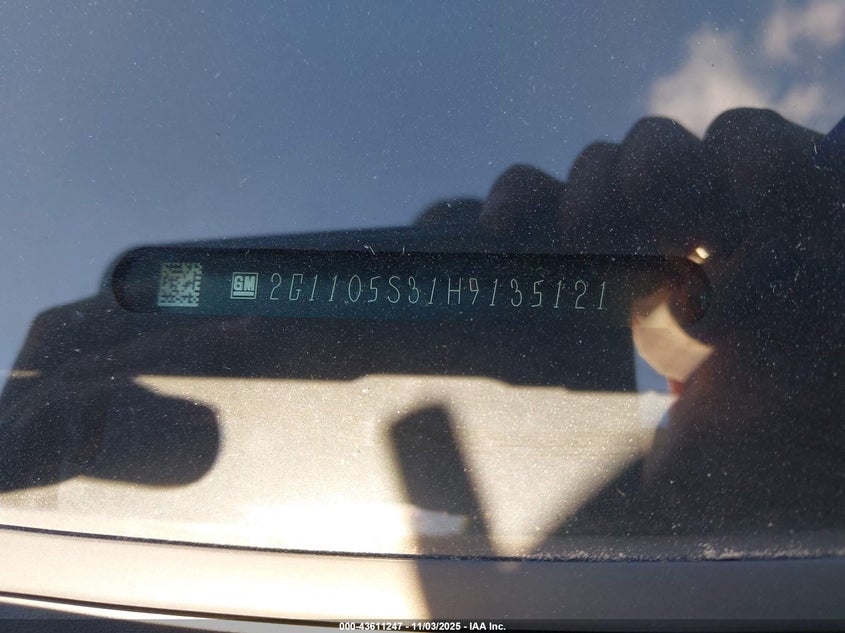 GM 2G1105S31H9135121
000-43611247 - 11/03/2025 - IAA Inc.